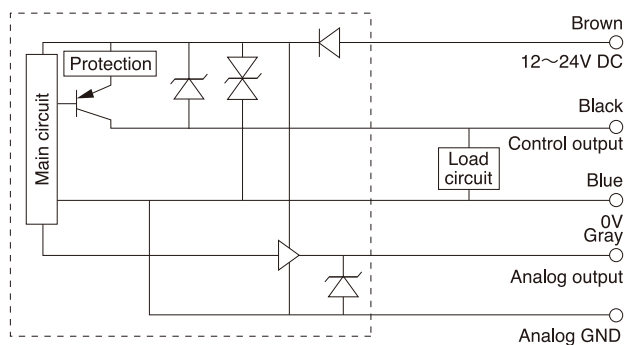 Brown
12～24V DC
Protection
Main circuit
Black
Control output
Load
circuit
Blue
0V
Gray
Analog output
Analog GND